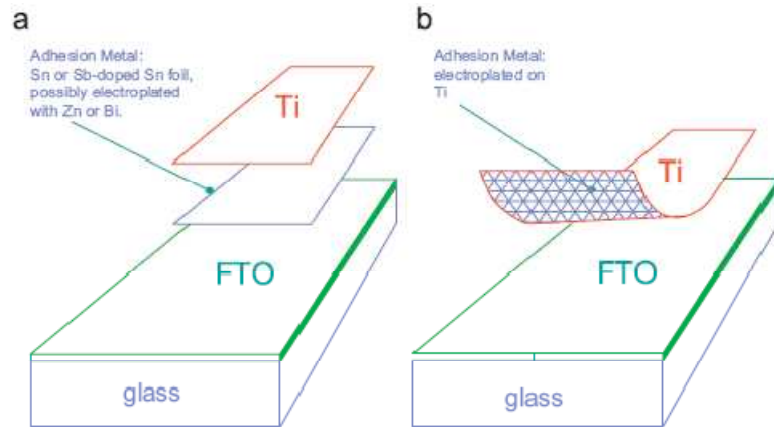 a
Adhesion Metal:
Sn or Sb-doped Sn foil,
possibly electroplated
with Zn or Bi.
Ti
FTO
glass
b
Adhesion Metal:
electroplated on
Ti
Ti
FTO
glass